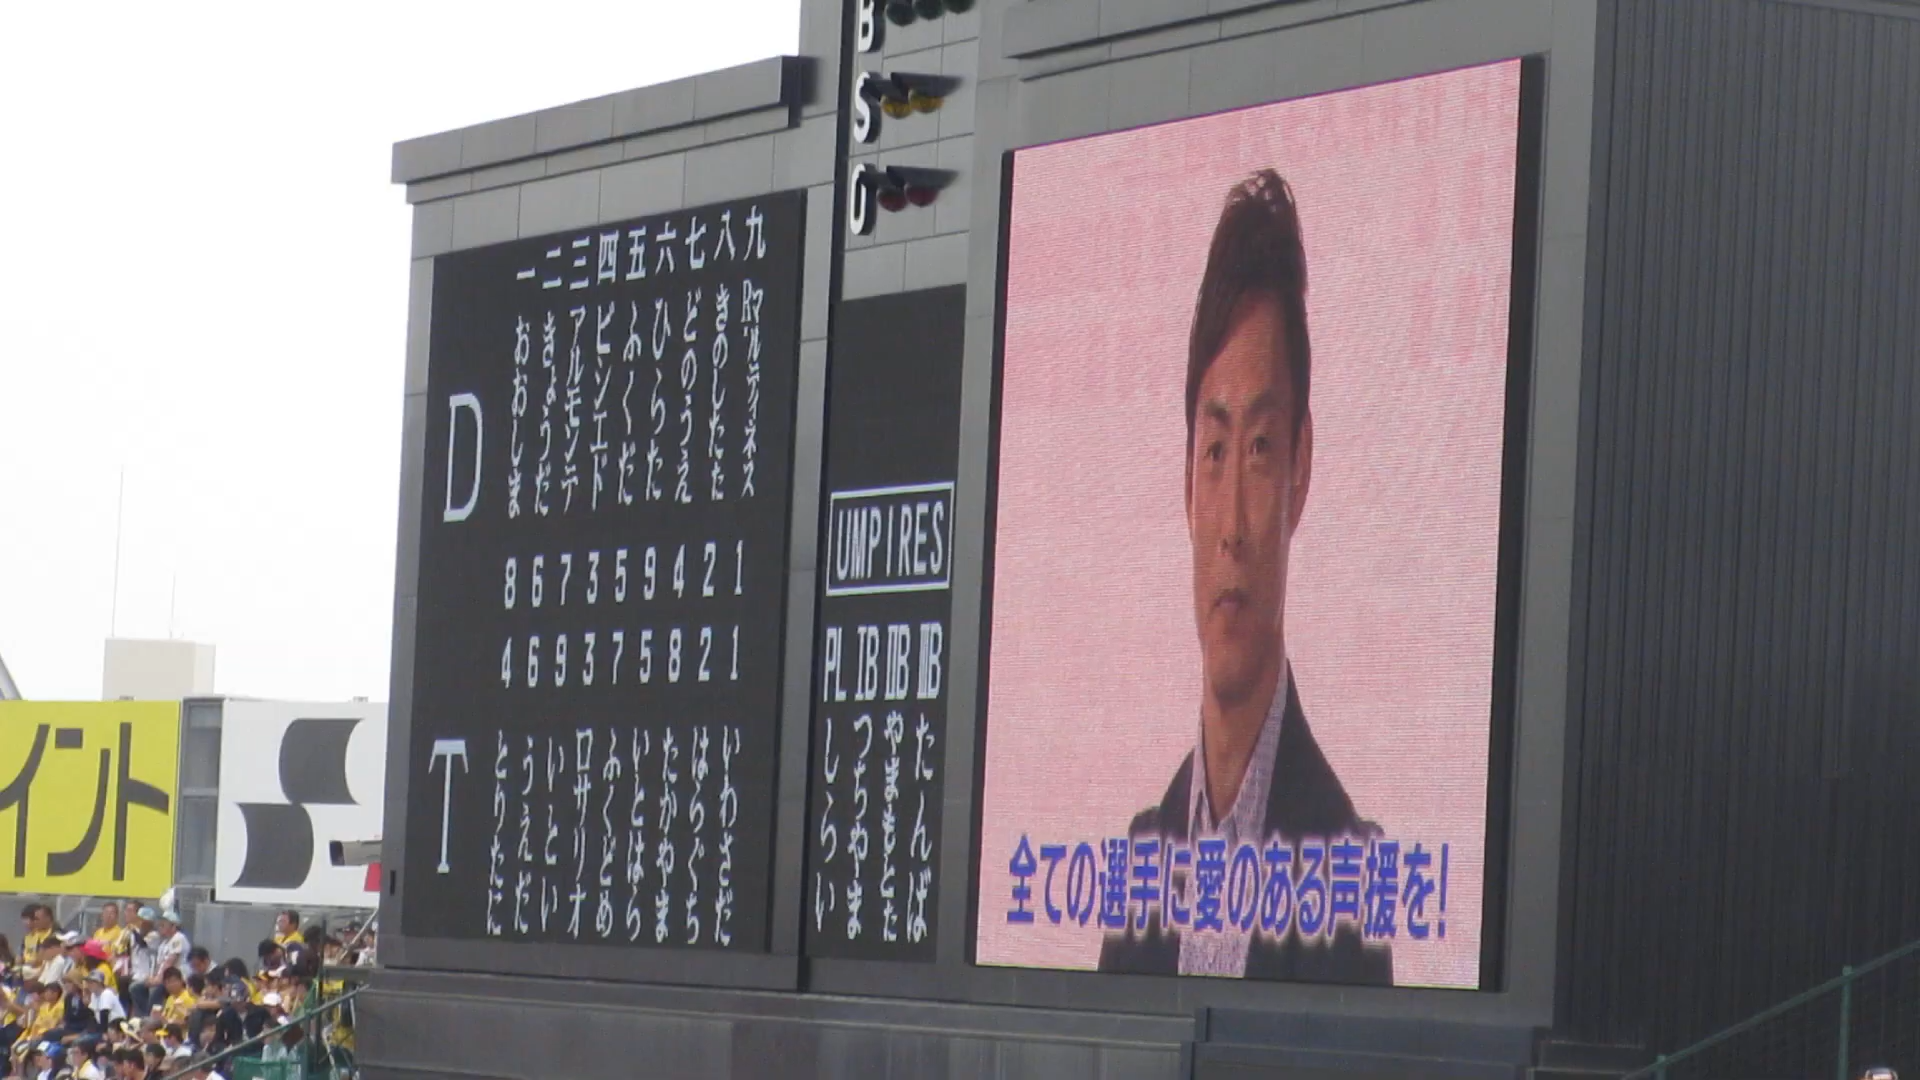 B
S
O
一 二 三 四 五 六 七 八 九
おおしま
きょうだ
アルモンテ
ビシエド
ふくだ
ひらた
どのうえ
きのしたた
R.マルティネス
D
8 6 7 3 5 9 4 2 1
4 6 9 3 7 5 8 2 1
T
とりたに
うえだ
いとい
ロサリオ
ふくどめ
いとはら
たかやま
はらぐち
いわさだ
UMPIRES
PL IB ⅡB ⅢB
しらい
つちやま
やまもとた
たんば
全ての選手に愛のある声援を!
イント